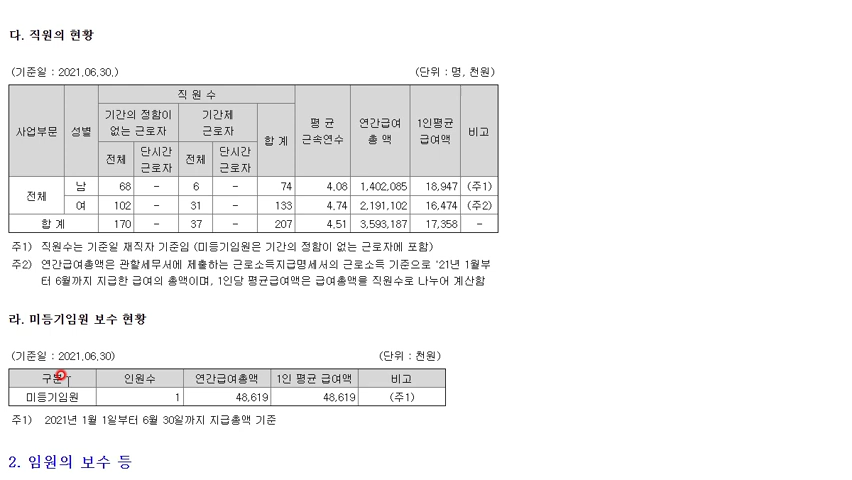 다. 직원의 현황
(기준일 : 2021.06.30.) (단위 : 명, 천원)
사업부문 성별 직 원 수 평 균 근속연수 연간급여 총 액 1인평균 급여액 비고
기간의 정함이 없는 근로자 기간제 근로자 합 계
전체 단시간 근로자 전체 단시간 근로자
전체 남 68 - 6 - 74 4.08 1,402,085 18,947 (주1)
여 102 - 31 - 133 4.74 2,191,102 16,474 (주2)
합 계 170 - 37 - 207 4.51 3,593,187 17,358 -
주1) 직원수는 기준일 재직자 기준임 (미등기임원은 기간의 정함이 없는 근로자에 포함)
주2) 연간급여총액은 관할세무서에 제출하는 근로소득지급명세서의 근로소득 기준으로 '21년 1월부
터 6월까지 지급한 급여의 총액이며, 1인당 평균급여액은 급여총액을 직원수로 나누어 계산함
라. 미등기임원 보수 현황
(기준일 : 2021.06.30) (단위 : 천원)
구분 인원수 연간급여총액 1인 평균 급여액 비고
미등기임원 1 48,619 48,619 (주1)
주1) 2021년 1월 1일부터 6월 30일까지 지급총액 기준
2. 임원의 보수 등